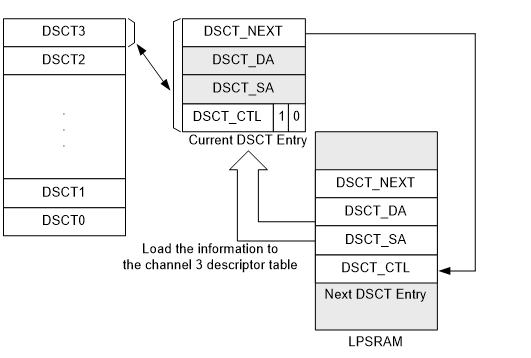 DSCT3
DSCT2
.
.
.
DSCT1
DSCT0
DSCT_NEXT
DSCT_DA
DSCT_SA
DSCT_CTL 1 0
Current DSCT Entry
Load the information to
the channel 3 descriptor table
DSCT_NEXT
DSCT_DA
DSCT_SA
DSCT_CTL
Next DSCT Entry
LPSRAM